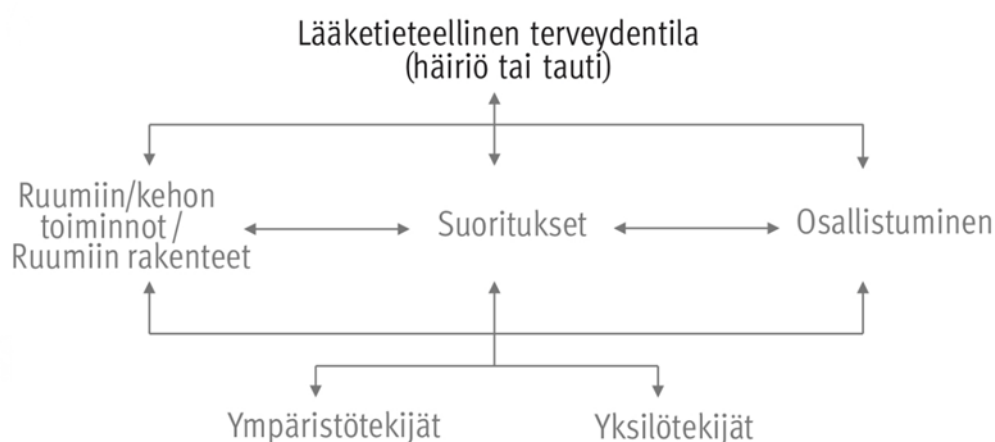 Lääketieteellinen terveydentila
(häiriö tai tauti)
Ruumiin/kehon
toiminnot /
Ruumiin rakenteet
Suoritukset
Osallistuminen
Ympäristötekijät
Yksilötekijät